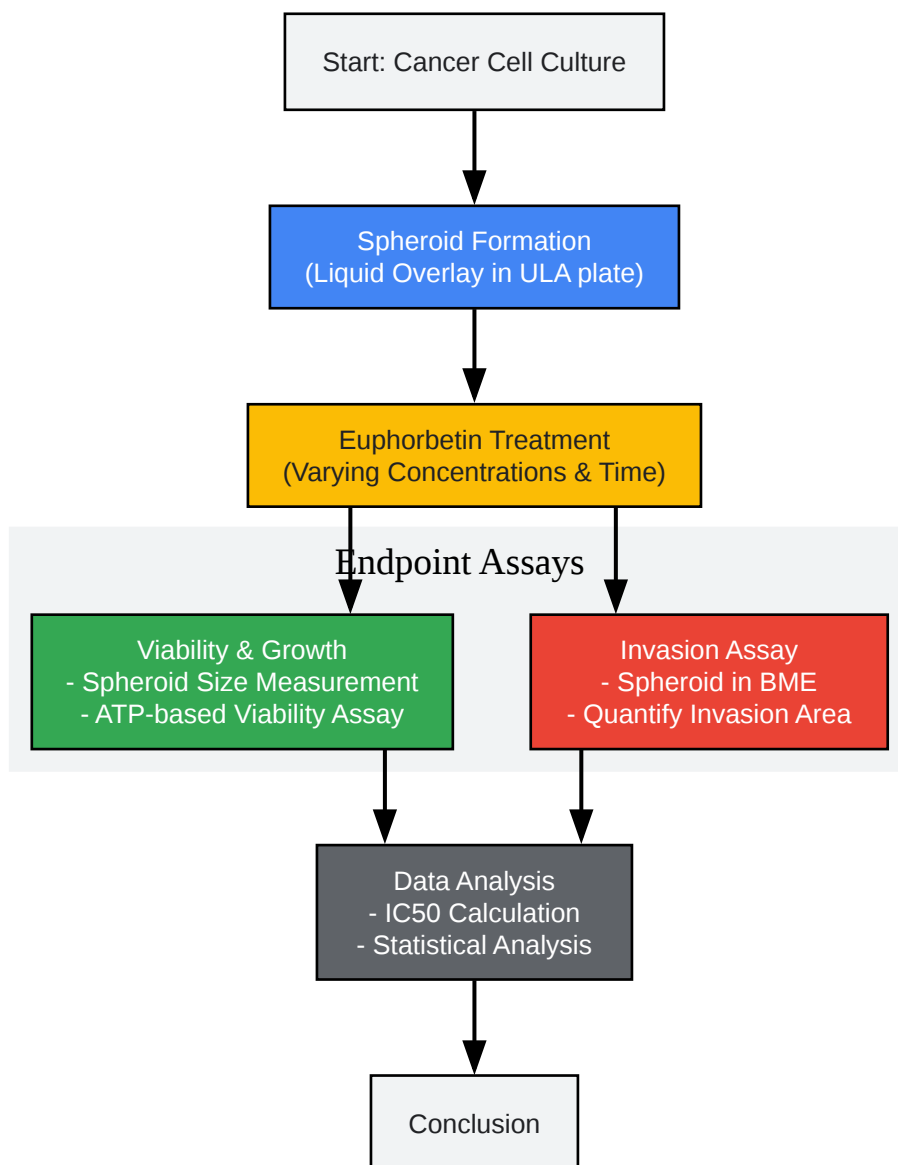 Start: Cancer Cell Culture
Spheroid Formation
(Liquid Overlay in ULA plate)
Euphorbetin Treatment
(Varying Concentrations & Time)
Endpoint Assays
Viability & Growth
- Spheroid Size Measurement
- ATP-based Viability Assay
Invasion Assay
- Spheroid in BME
- Quantify Invasion Area
Data Analysis
- IC50 Calculation
- Statistical Analysis
Conclusion